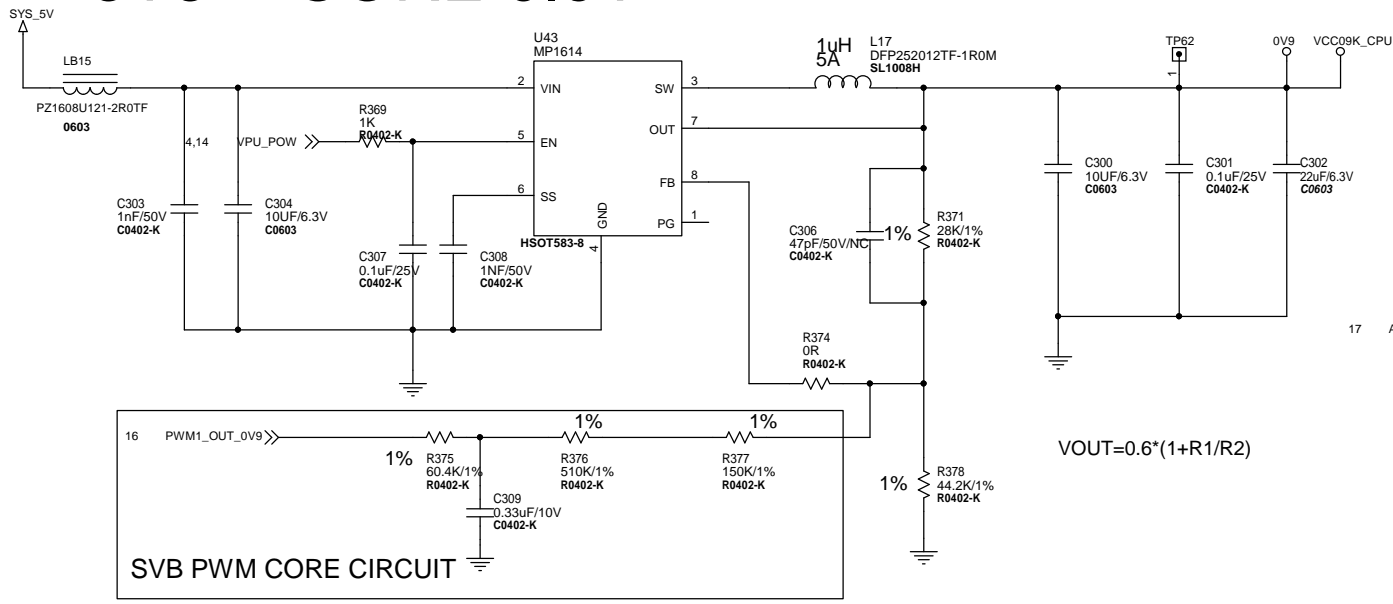 SYS_5V
LB15
PZ1608U121-2R0TF
0603
4,14
VPU_POW
R369
1K
R0402-K
C303
1nF/50V
C0402-K
C304
10UF/6.3V
C0603
C307
0.1uF/25V
C0402-K
C308
1NF/50V
C0402-K
U43
MP1614
2 VIN
5 EN
6 SS
GND
4
SW 3
OUT 7
FB 8
PG 1
HSOT583-8
1uH
5A
L17
DFP252012TF-1R0M
SL1008H
TP62
1
0V9
VCC09K_CPU
C306
47pF/50V/NC
C0402-K
1%
R371
28K/1%
R0402-K
C300
10UF/6.3V
C0603
C301
0.1uF/25V
C0402-K
C302
22uF/6.3V
C0603
17
R374
0R
R0402-K
16 PWM1_OUT_0V9
1%
R375
60.4K/1%
R0402-K
1%
R376
510K/1%
R0402-K
1%
R377
150K/1%
R0402-K
C309
0.33uF/10V
C0402-K
1%
R378
44.2K/1%
R0402-K
VOUT=0.6*(1+R1/R2)
SVB PWM CORE CIRCUIT